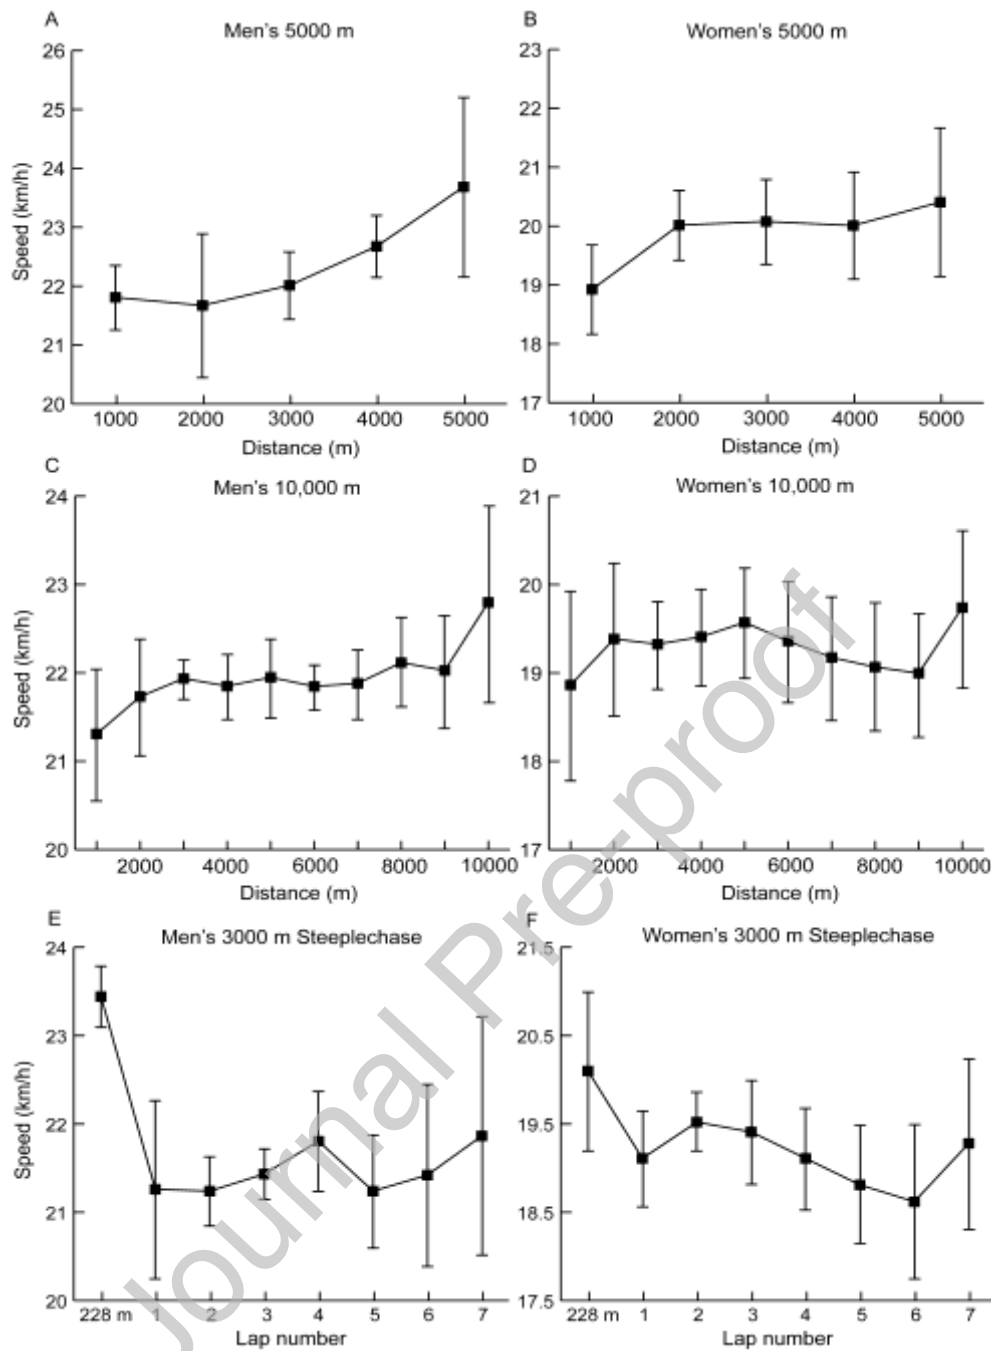 A
Men's 5000 m
26
25
24
23
22
21
20
Speed (km/h)
1000 2000 3000 4000 5000
Distance (m)
B
Women's 5000 m
23
22
21
20
19
18
17
1000 2000 3000 4000 5000
Distance (m)
C
Men's 10,000 m
24
23
22
21
20
Speed (km/h)
2000 4000 6000 8000 10000
Distance (m)
D
Women's 10,000 m
21
20
19
18
17
2000 4000 6000 8000 10000
Distance (m)
E
Men's 3000 m Steeplechase
24
23
22
21
20
Speed (km/h)
228 m 1 2 3 4 5 6 7
Lap number
F
Women's 3000 m Steeplechase
21.5
20.5
19.5
18.5
17.5
228 m 1 2 3 4 5 6 7
Lap number
Journal Pre-proof